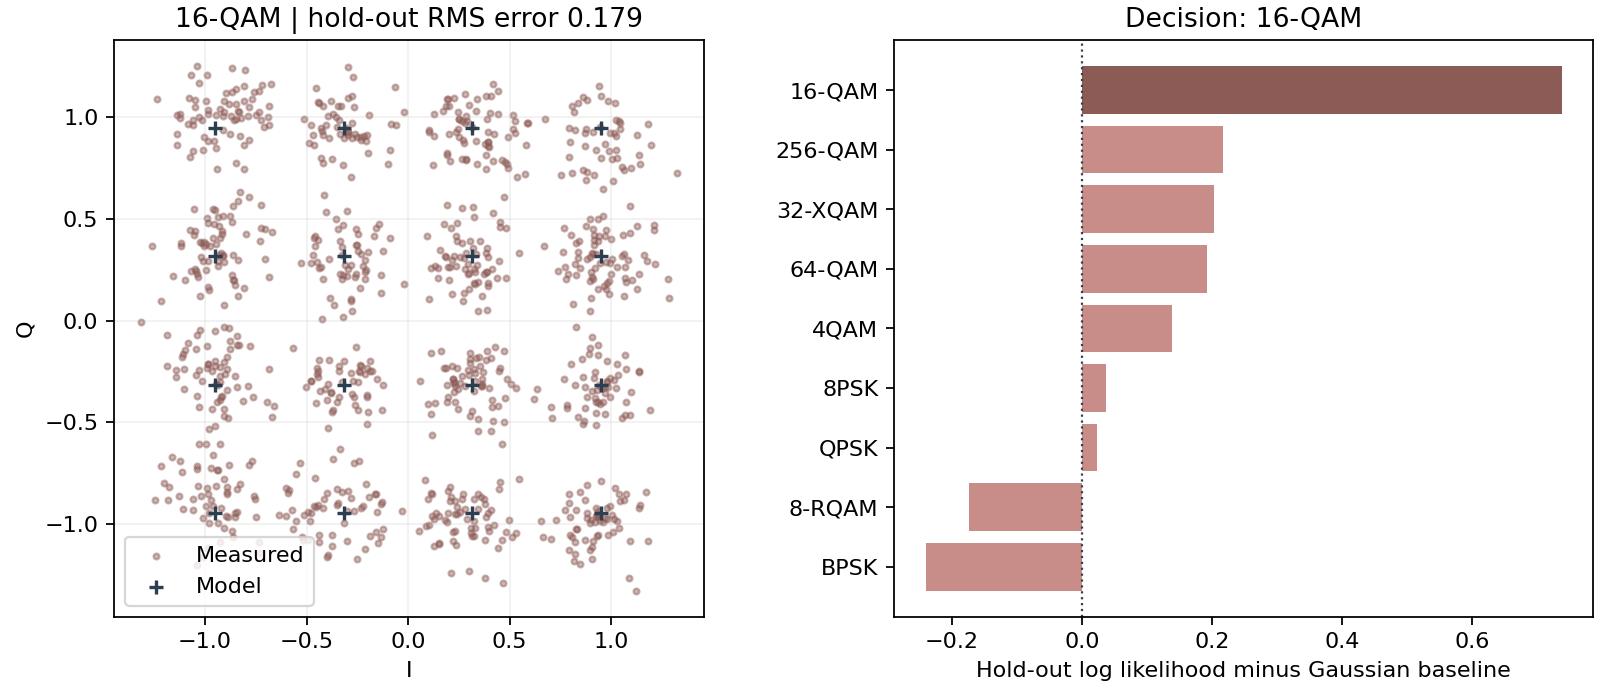 16-QAM | hold-out RMS error 0.179
Q
1.0
0.5
0.0
−0.5
−1.0
Measured
Model
−1.0
−0.5
0.0
0.5
1.0
I
Decision: 16-QAM
16-QAM
256-QAM
32-XQAM
64-QAM
4QAM
8PSK
QPSK
8-RQAM
BPSK
−0.2
0.0
0.2
0.4
0.6
Hold-out log likelihood minus Gaussian baseline